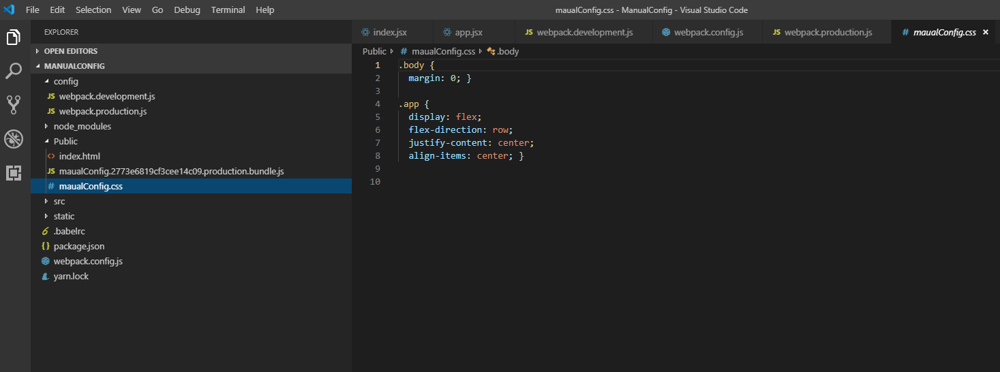 File Edit Selection View Go Debug Terminal Help maualConfig.css - ManualConfig - Visual Studio Code
EXPLORER
OPEN EDITORS
MANUALCONFIG
config
JS webpack.development.js
JS webpack.production.js
node_modules
Public
<> index.html
JS maualConfig.2773e6819cf3cee14c09.production.bundle.js
# maualConfig.css
src
static
6 .babelrc
{} package.json
webpack.config.js
yarn.lock
index.jsx app.jsx JS webpack.development.js webpack.config.js JS webpack.production.js # maualConfig.css ×
Public # maualConfig.css .body
1 .body {
2 margin: 0; }
3
4 .app {
5 display: flex;
6 flex-direction: row;
7 justify-content: center;
8 align-items: center; }
9
10